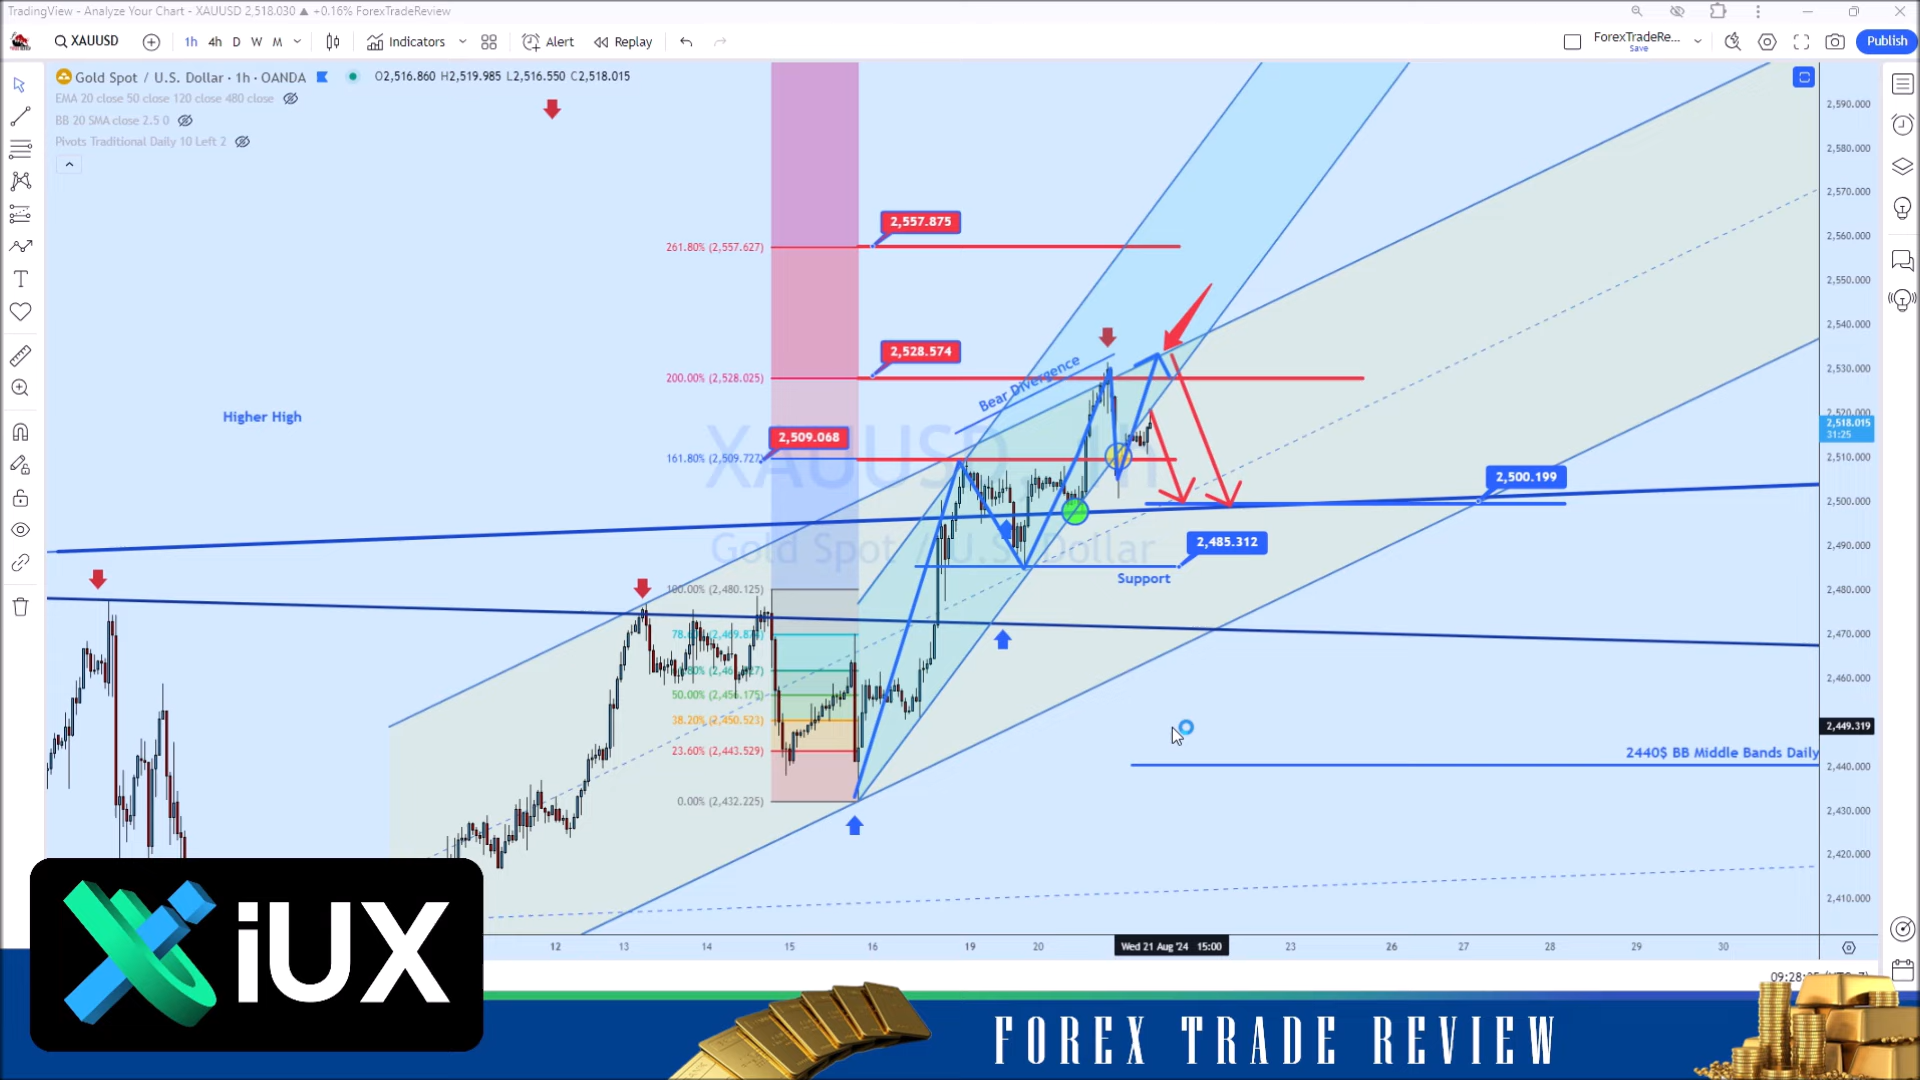 TradingView - Analyze Your Chart - XAUUSD 2,518.030 ▲ +0.16% ForexTradeReview
XAUUSD
1h 4h D W M
Indicators
Alert
Replay
ForexTradeRe...
Save
Publish
Gold Spot / U.S. Dollar · 1h · OANDA
O2,516.860 H2,519.985 L2,516.550 C2,518.015
EMA 20 close 50 close 120 close 480 close
BB 20 SMA close 2.5 0
Pivots Traditional Daily 10 Left 2
2,590.000
2,580.000
2,570.000
2,560.000
2,550.000
2,540.000
2,530.000
2,520.000
2,518.015
31:25
2,510.000
2,500.000
2,490.000
2,480.000
2,470.000
2,460.000
2,449.319
2,440.000
2,430.000
2,420.000
2,410.000
2,557.875
261.80% (2,557.627)
2,528.574
200.00% (2,528.025)
Bear Divergence
Higher High
2,509.068
161.80% (2,509.727)
XAUUSD, 1h
Gold Spot / U.S. Dollar
2,500.199
2,485.312
Support
100.00% (2,480.125)
50.00% (2,456.175)
38.20% (2,450.523)
23.60% (2,443.529)
0.00% (2,432.225)
2440$ BB Middle Bands Daily
12 13 14 15 16 19 20
Wed 21 Aug '24 15:00
23 26 27 28 29 30
iUX
FOREX TRADE REVIEW